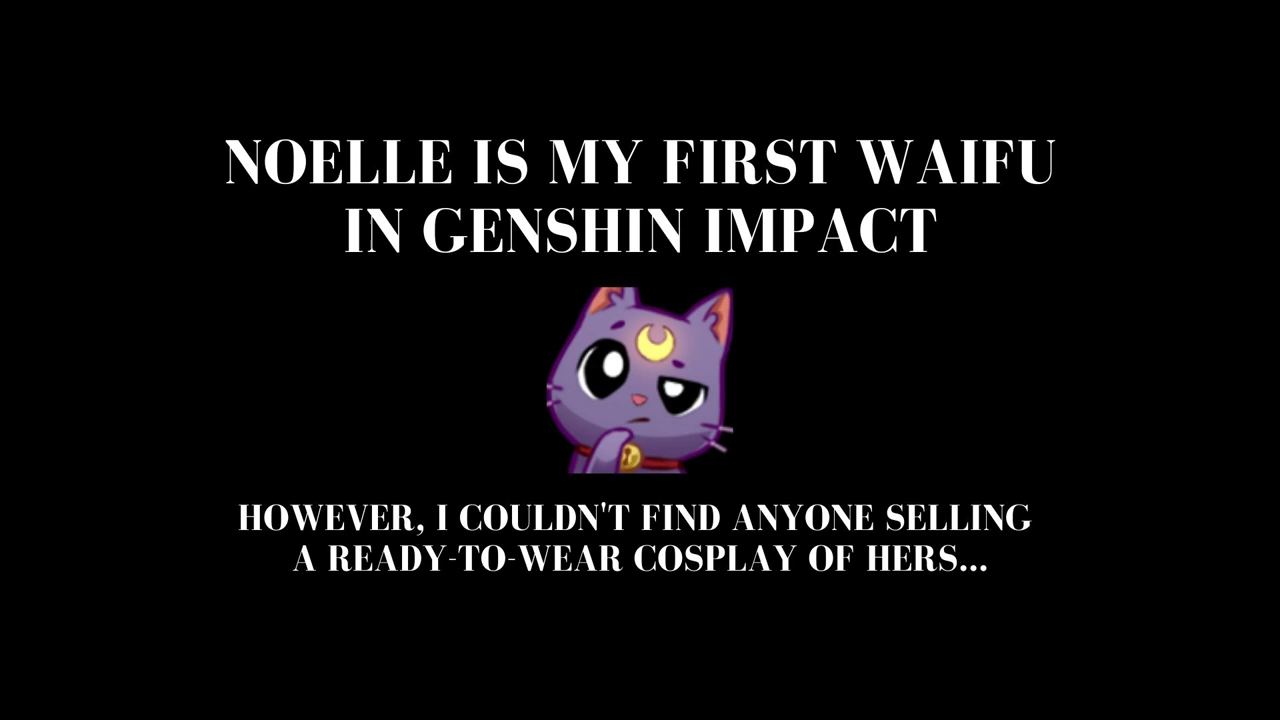 NOELLE IS MY FIRST WAIFU
IN GENSHIN IMPACT
HOWEVER, I COULDN'T FIND ANYONE SELLING
A READY-TO-WEAR COSPLAY OF HERS...